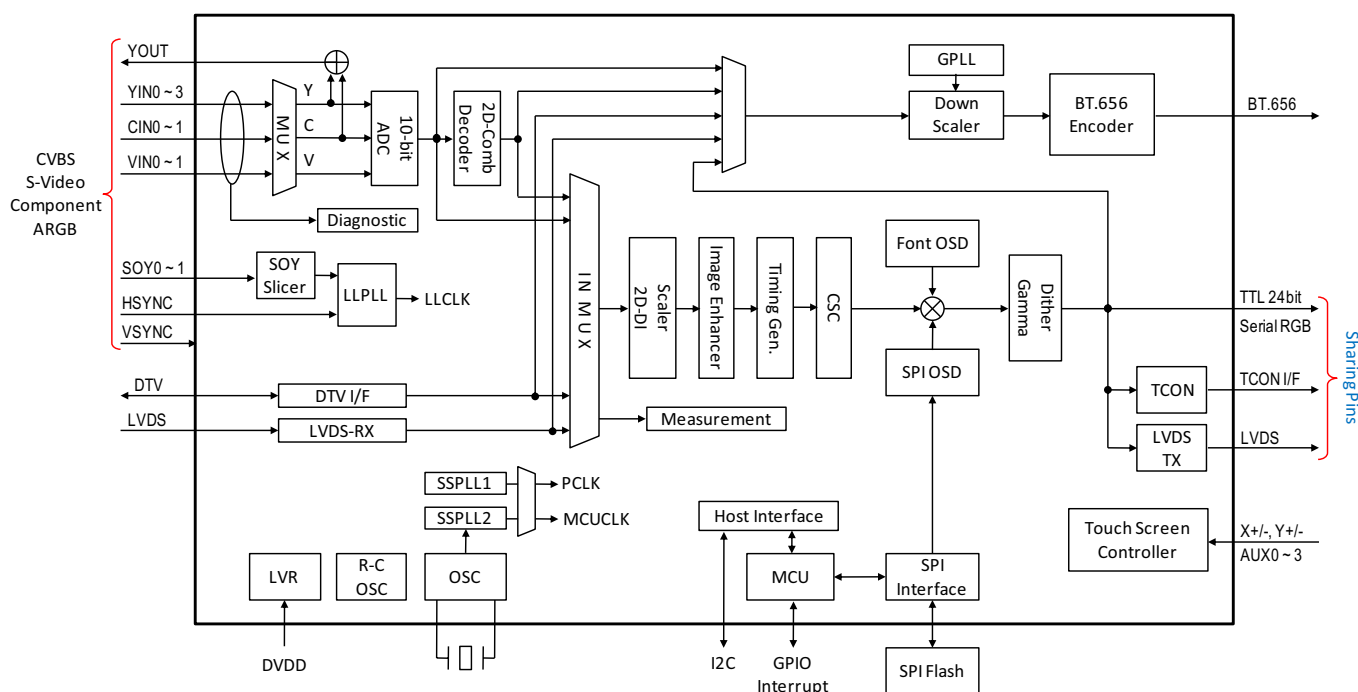 YOUT
YIN0 ~ 3
CIN0 ~ 1
VIN0 ~ 1
CVBS
S-Video
Component
ARGB
SOY0 ~ 1
HSYNC
VSYNC
DTV
LVDS
MUX
Y
C
V
10-bit
ADC
2D-Comb
Decoder
Diagnostic
SOY
Slicer
LLPLL
LLCLK
DTV I/F
LVDS-RX
IN MUX
Measurement
Scaler
2D-DI
Image Enhancer
Timing Gen.
CSC
Font OSD
SPI OSD
Dither
Gamma
GPLL
Down
Scaler
BT.656
Encoder
BT.656
TTL 24bit
Serial RGB
TCON
TCON I/F
LVDS
TX
LVDS
Sharing Pins
SSPLL1
SSPLL2
PCLK
MCUCLK
LVR
R-C
OSC
OSC
DVDD
Host Interface
MCU
SPI
Interface
Touch Screen
Controller
X+/-, Y+/-
AUX0 ~ 3
I2C
GPIO
Interrupt
SPI Flash